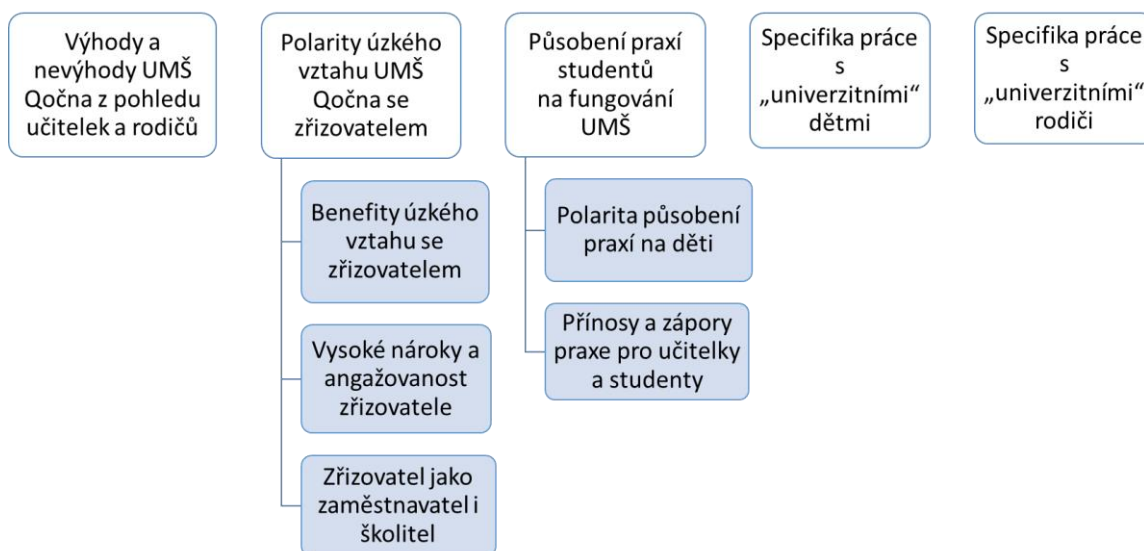 Výhody a
nevýhody UMŠ
Qočna z pohledu
učitelek a rodičů
Polarity úzkého
vztahu UMŠ
Qočna se
zřizovatelem
Benefity úzkého
vztahu se
zřizovatelem
Vysoké nároky a
angažovanost
zřizovatele
Zřizovatel jako
zaměstnavatel i
školitel
Působení praxí
studentů
na fungování
UMŠ
Polarita působení
praxí na děti
Přínosy a zápory
praxe pro učitelky
a studenty
Specifika práce
s
„univerzitními“
dětmi
Specifika práce
s
„univerzitními“
rodiči